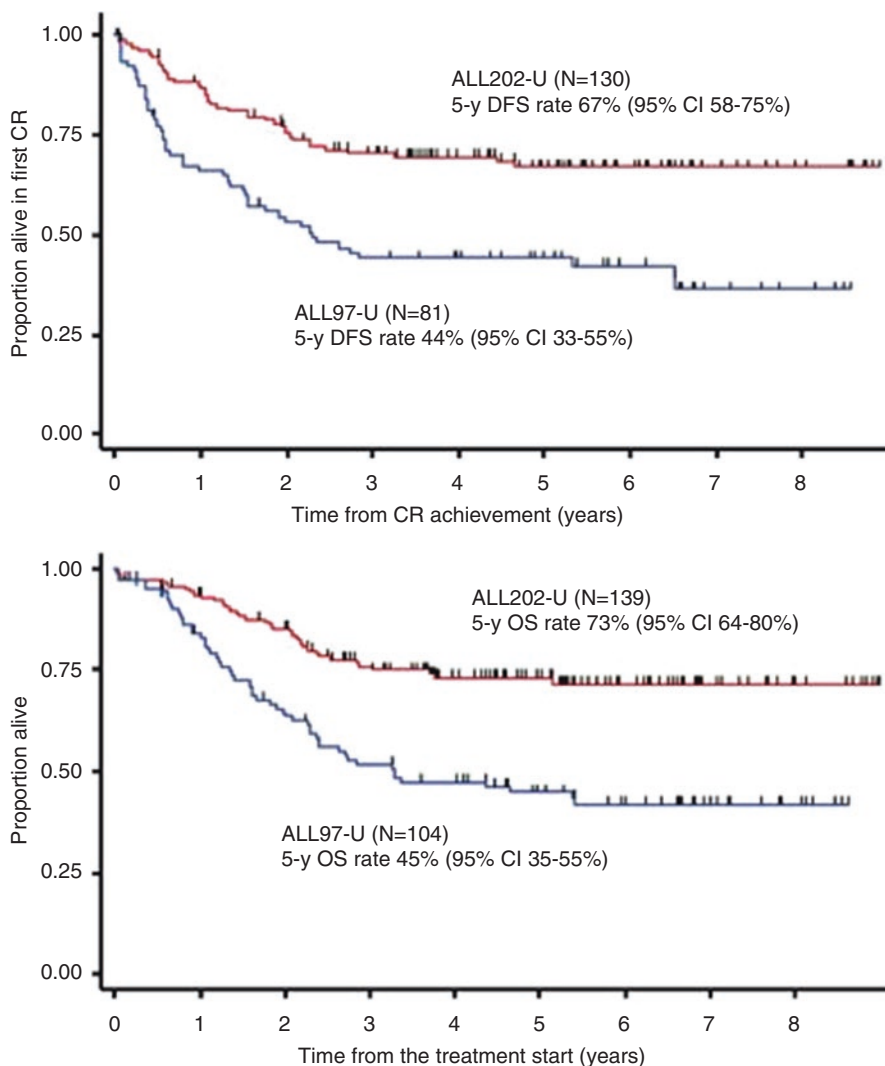 Proportion alive in first CR
1.00
0.75
0.50
0.25
0.00
ALL202-U (N=130)
5-y DFS rate 67% (95% CI 58-75%)
ALL97-U (N=81)
5-y DFS rate 44% (95% CI 33-55%)
0 1 2 3 4 5 6 7 8
Time from CR achievement (years)
Proportion alive
1.00
0.75
0.50
0.25
0.00
ALL202-U (N=139)
5-y OS rate 73% (95% CI 64-80%)
ALL97-U (N=104)
5-y OS rate 45% (95% CI 35-55%)
0 1 2 3 4 5 6 7 8
Time from the treatment start (years)